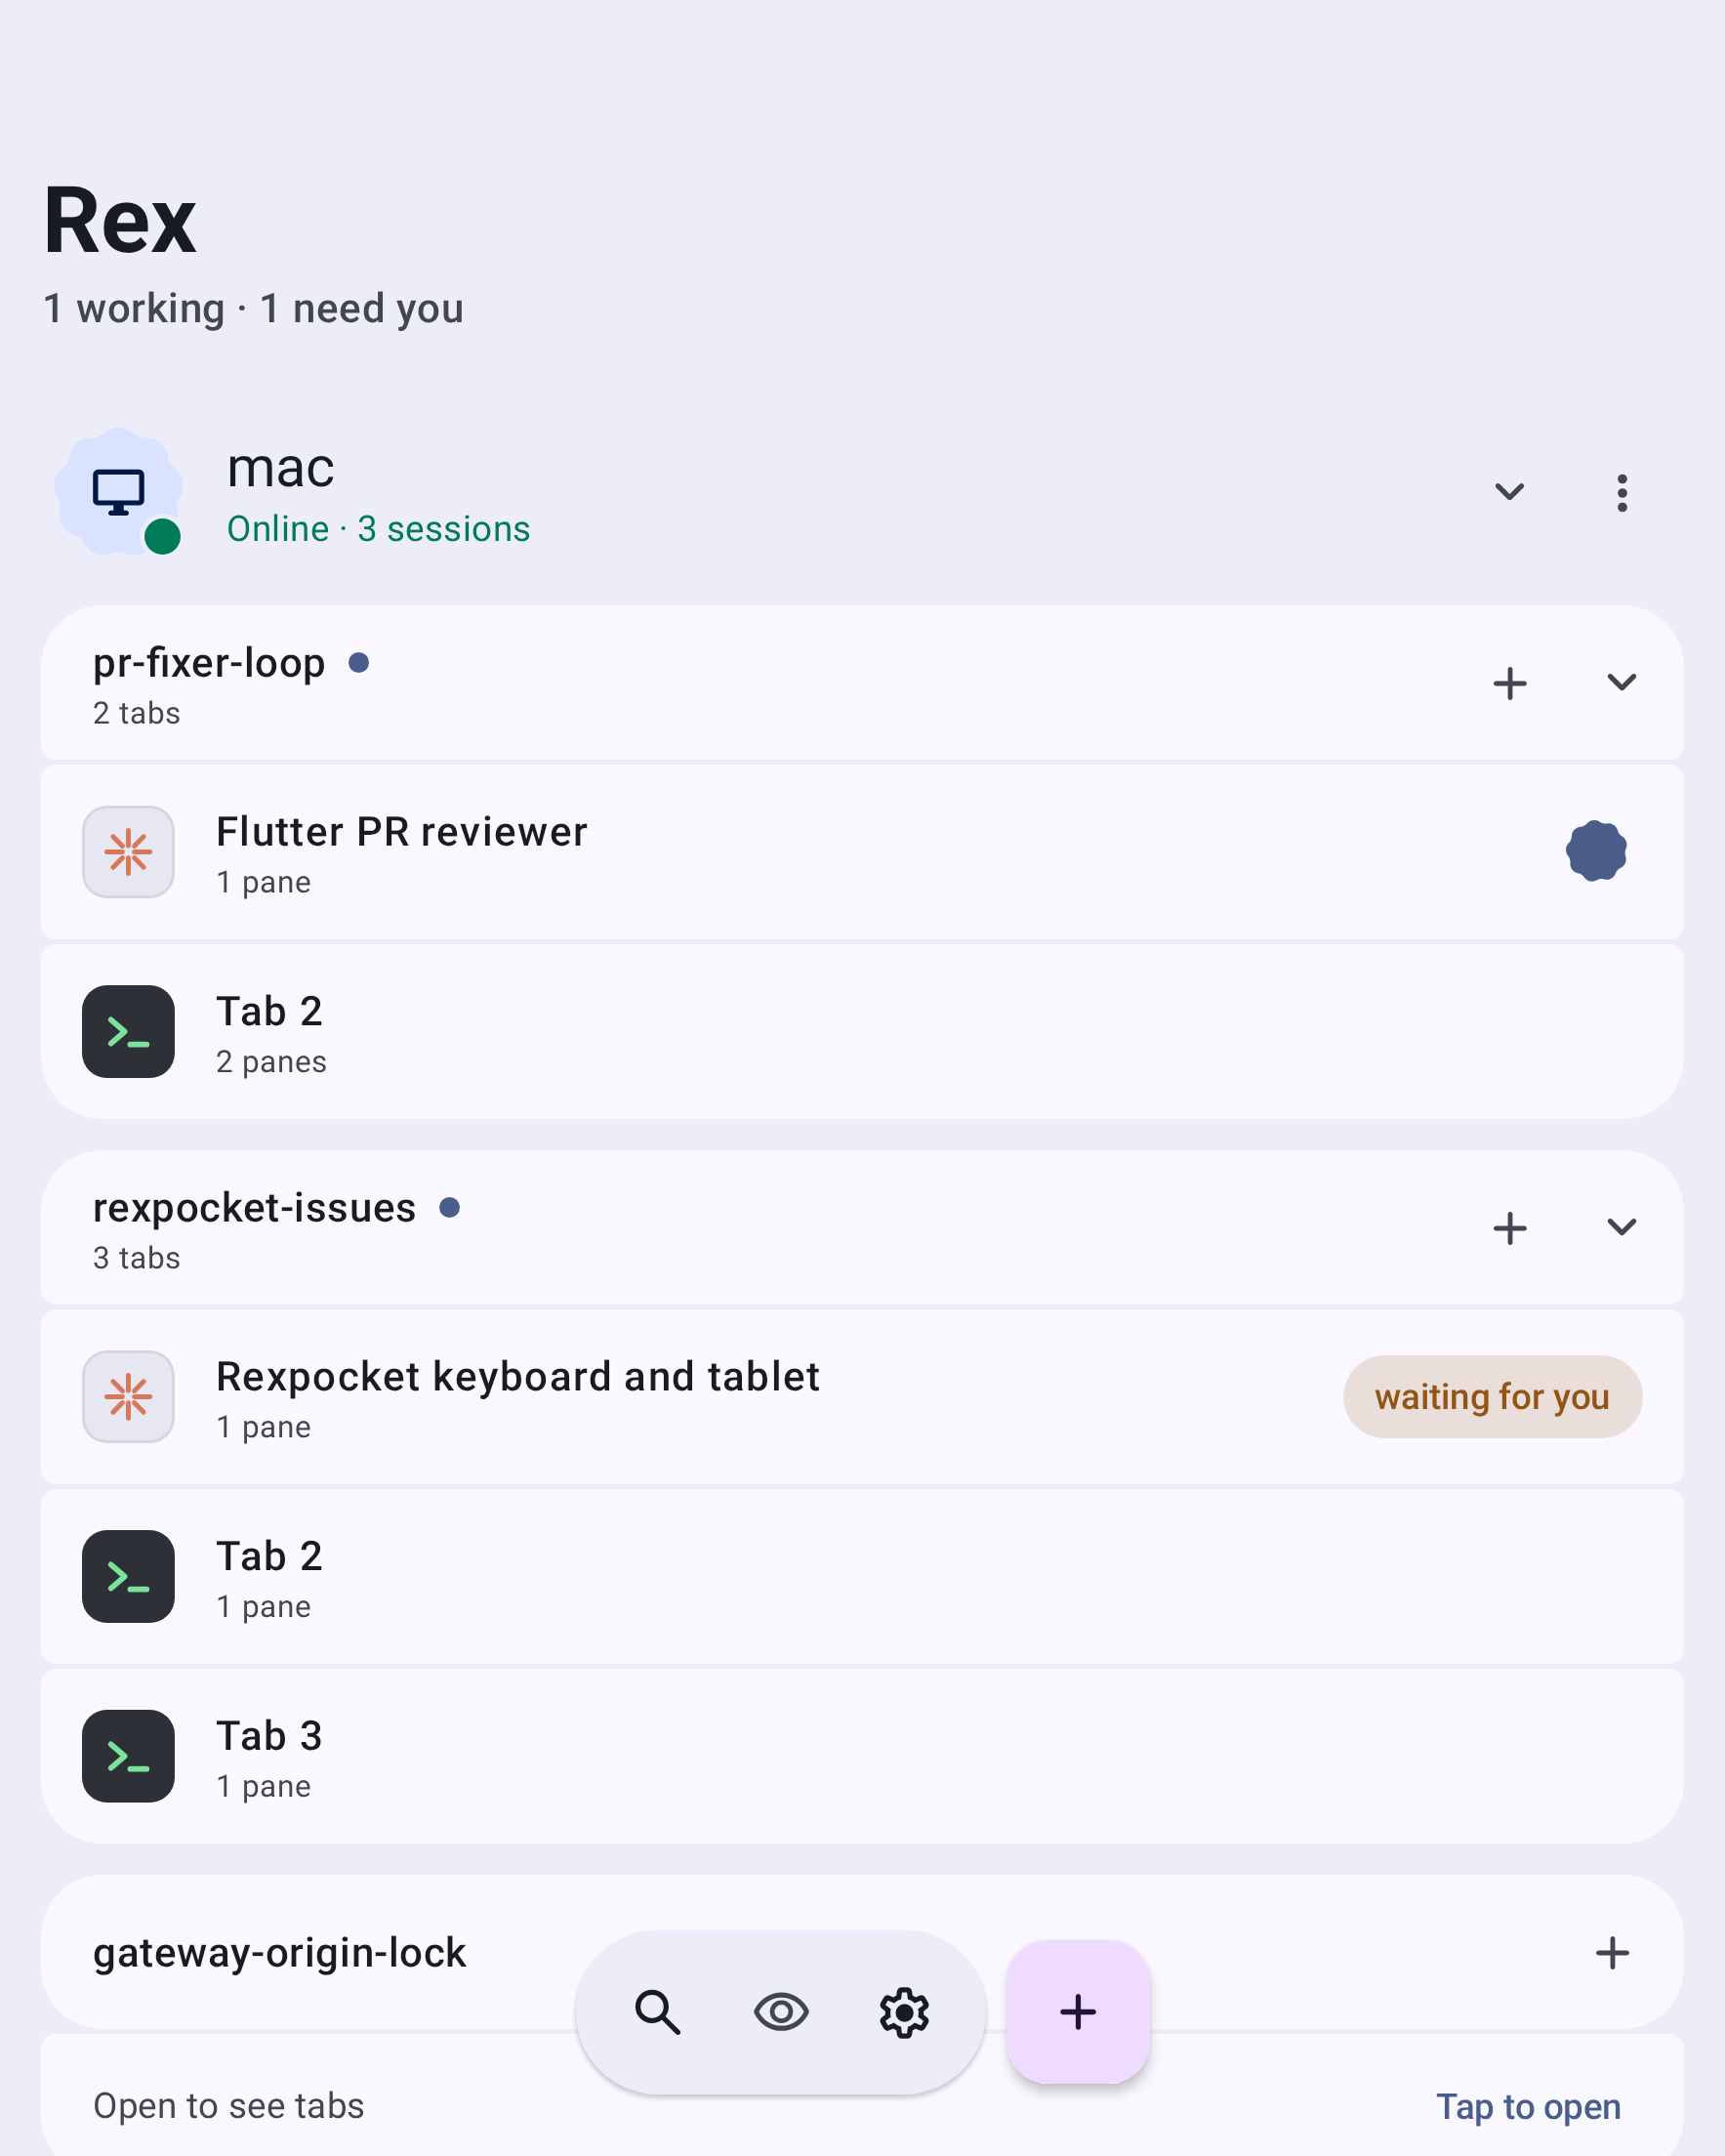 Rex
1 working · 1 need you
mac
Online · 3 sessions
pr-fixer-loop
2 tabs
Flutter PR reviewer
1 pane
Tab 2
2 panes
rexpocket-issues
3 tabs
Rexpocket keyboard and tablet
1 pane
waiting for you
Tab 2
1 pane
Tab 3
1 pane
gateway-origin-lock
Open to see tabs
Tap to open